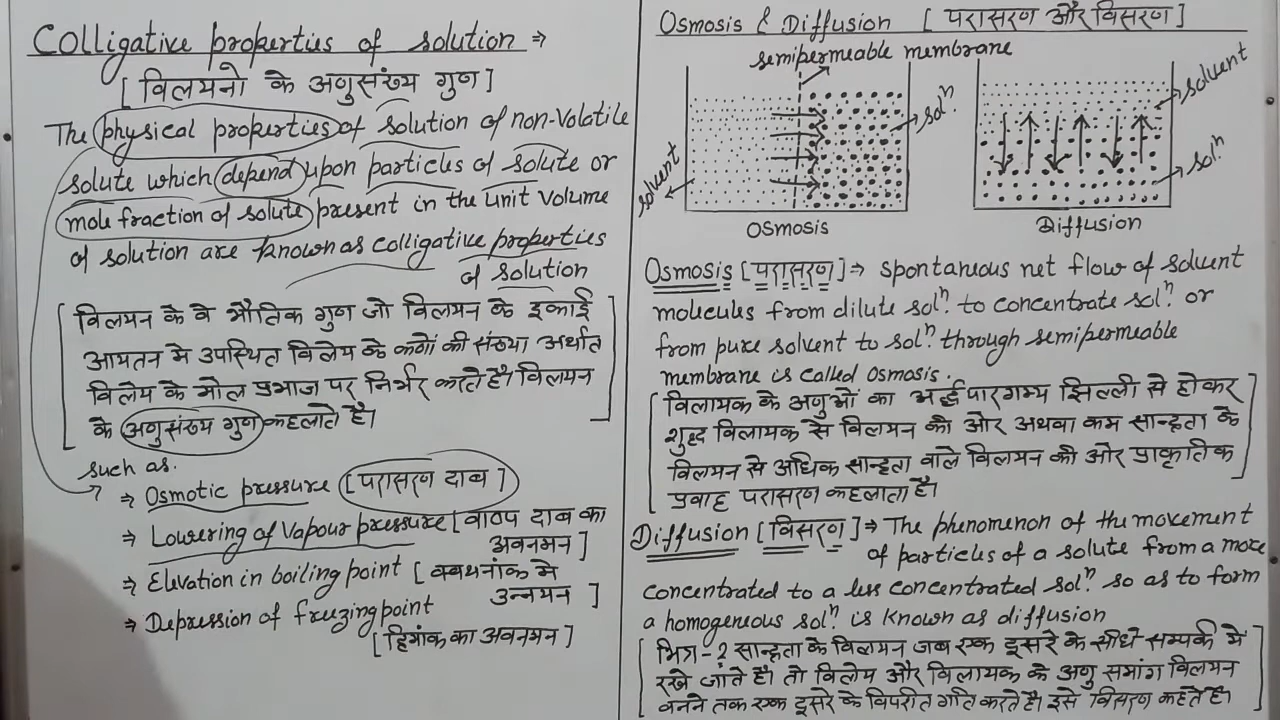 Colligative properties of solution ⇒
[ विलयनो के अणुसंख्य गुण ]
The physical properties of solution of non-volatile
solute which depend upon particles of solute or
mole fraction of solute present in the unit volume
of solution are known as colligative properties
of solution
विलयन के वे भौतिक गुण जो विलयन के इकाई
आयतन मे उपस्थित विलेय के कणों की संख्या अर्थात
विलेय के मोल प्रभाज पर निर्भर करते है। विलयन
के अणुसंख्य गुण कहलाते है।
such as.
⇒ Osmotic pressure [ परासरण दाब ]
⇒ Lowering of Vapour pressure [ वाष्प दाब का
अवनमन ]
⇒ Elevation in boiling point [ क्वथनांक मे
उन्नयन ]
⇒ Depression of freezing point
[ हिमांक का अवनमन ]
Osmosis & Diffusion [ परासरण और विसरण ]
semipermeable membrane
solvent
solⁿ.
Osmosis
solvent
solⁿ.
Diffusion
Osmosis [ परासरण ] ⇒ spontaneous net flow of solvent
molecules from dilute solⁿ. to concentrate solⁿ. or
from pure solvent to solⁿ. through semipermeable
membrane is called osmosis.
विलायक के अणुओं का अर्द्धपारगम्य झिल्ली से होकर
शुद्ध विलायक से विलयन की ओर अथवा कम सान्द्रता के
विलयन से अधिक सान्द्रता वाले विलयन की ओर प्राकृतिक
प्रवाह परासरण कहलाता है।
Diffusion [ विसरण ] ⇒ The phenomenon of the movement
of particles of a solute from a more
concentrated to a less concentrated solⁿ. so as to form
a homogeneous solⁿ. is known as diffusion
भिन्न-2 सान्द्रता के विलयन जब एक दूसरे के सीधे सम्पर्क में
रखे जाते है। तो विलेय और विलायक के अणु समांग विलयन
बनने तक एक दूसरे के विपरीत गति करते है। इसे विसरण कहते है।